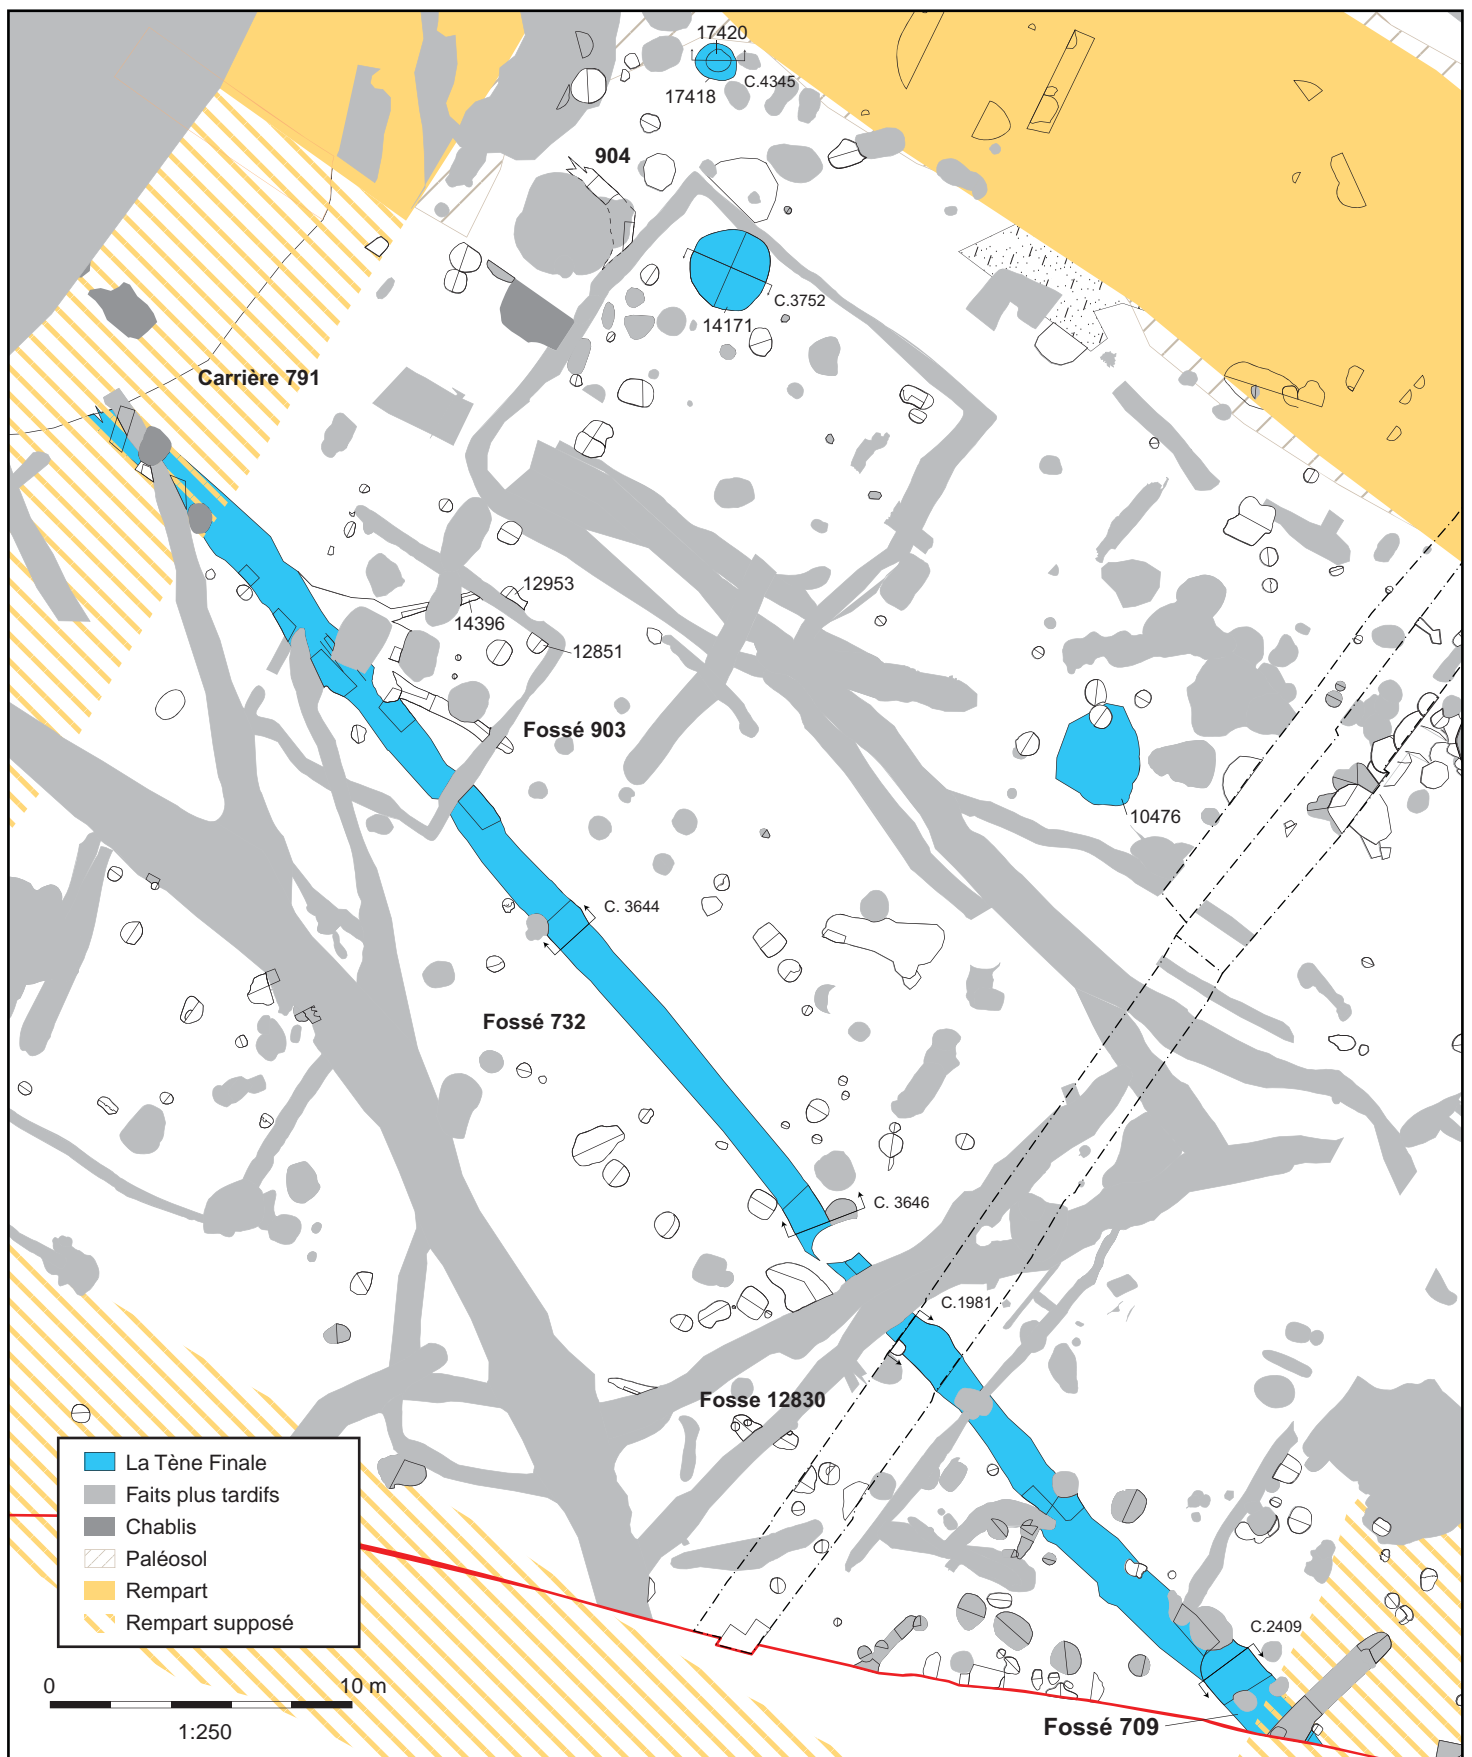 17420
C.4345
17418
904
C.3752
14171
Carrière 791
12953
14396
12851
Fossé 903
10476
C. 3644
Fossé 732
C. 3646
C.1981
Fosse 12830
La Tène Finale
Faits plus tardifs
Chablis
Paléosol
Rempart
Rempart supposé
C.2409
0 10 m
1:250
Fossé 709